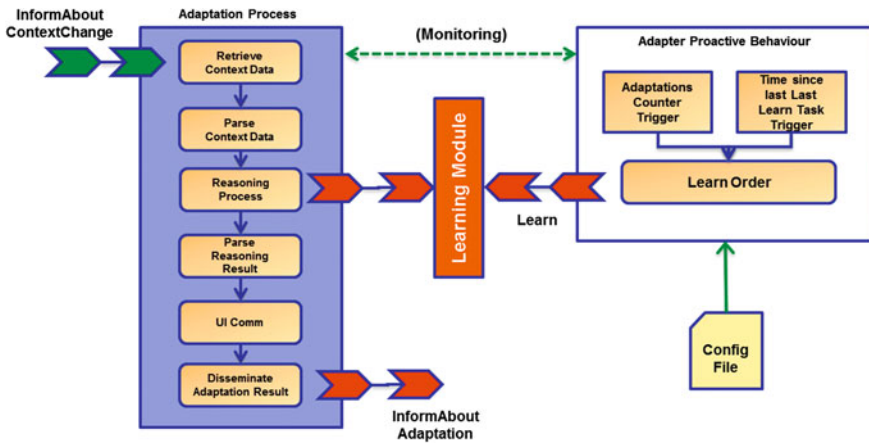 InformAbout
ContextChange
Adaptation Process
Retrieve
Context Data
Parse
Context Data
Reasoning
Process
Parse
Reasoning
Result
UI Comm
Disseminate
Adaptation Result
InformAbout
Adaptation
(Monitoring)
Learning Module
Learn
Adapter Proactive Behaviour
Adaptations
Counter
Trigger
Time since
last Last
Learn Task
Trigger
Learn Order
Config
File